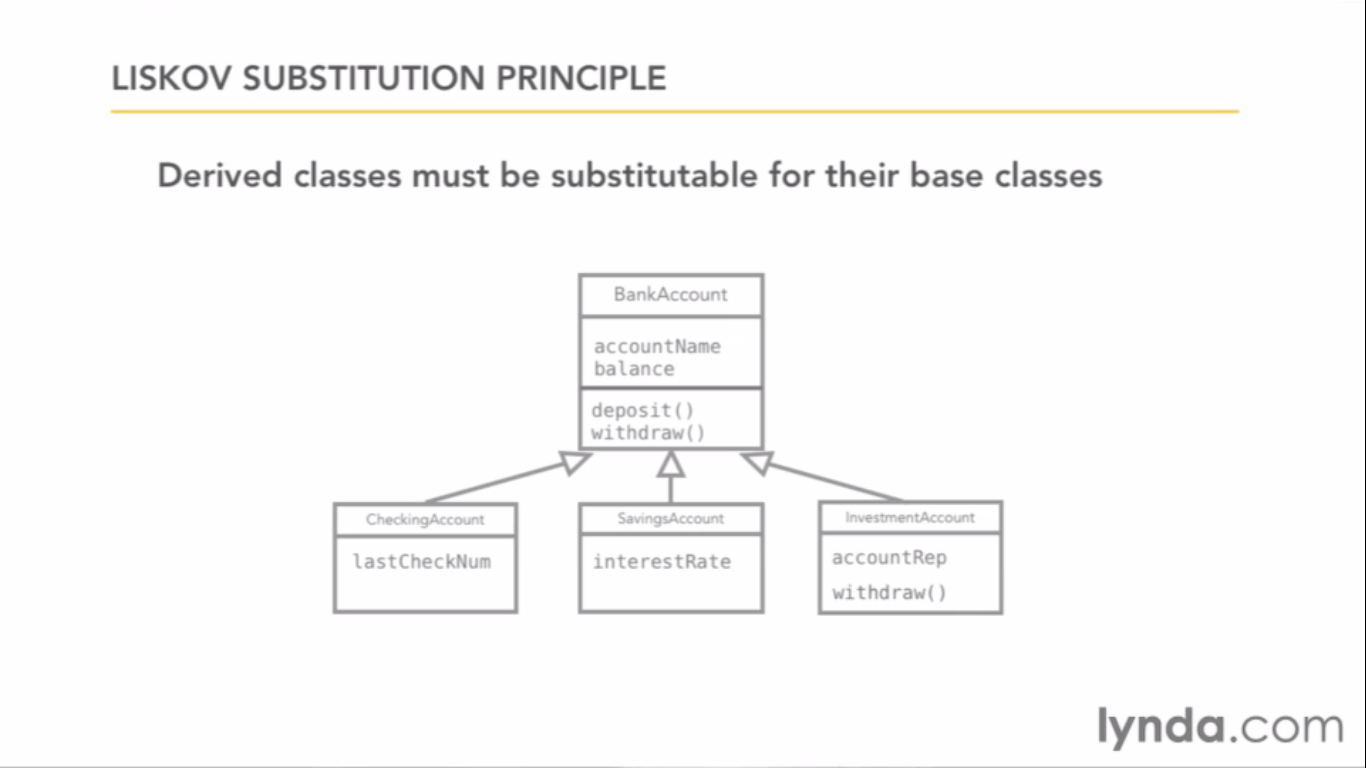 LISKOV SUBSTITUTION PRINCIPLE
Derived classes must be substitutable for their base classes
BankAccount
accountName
balance
deposit()
withdraw()
CheckingAccount
lastCheckNum
SavingsAccount
interestRate
InvestmentAccount
accountRep
withdraw()
lynda.com